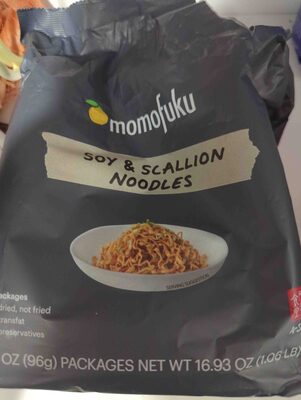 momofuku
SOY & SCALLION
NOODLES
SERVING SUGGESTION
packages
dried, not fried
transfat
preservatives
OZ (96g) PACKAGES NET WT 16.93 OZ (1.06 LB)